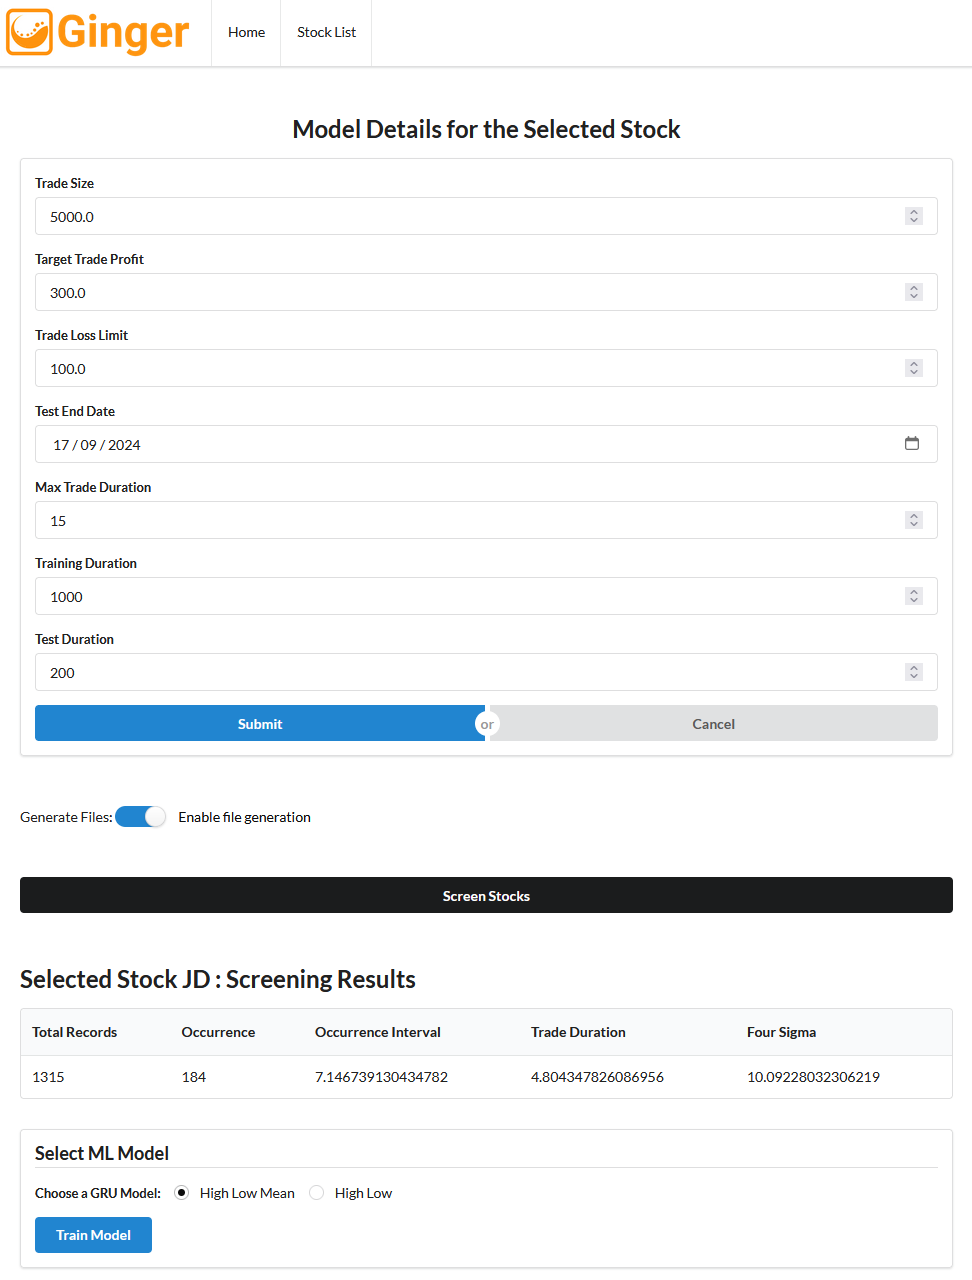 Ginger Home Stock List
Model Details for the Selected Stock
Trade Size
5000.0
Target Trade Profit
300.0
Trade Loss Limit
100.0
Test End Date
17 / 09 / 2024
Max Trade Duration
15
Training Duration
1000
Test Duration
200
Submit or Cancel
Generate Files: Enable file generation
Screen Stocks
Selected Stock JD : Screening Results
Total Records Occurrence Occurrence Interval Trade Duration Four Sigma
1315 184 7.146739130434782 4.804347826086956 10.09228032306219
Select ML Model
Choose a GRU Model: High Low Mean High Low
Train Model